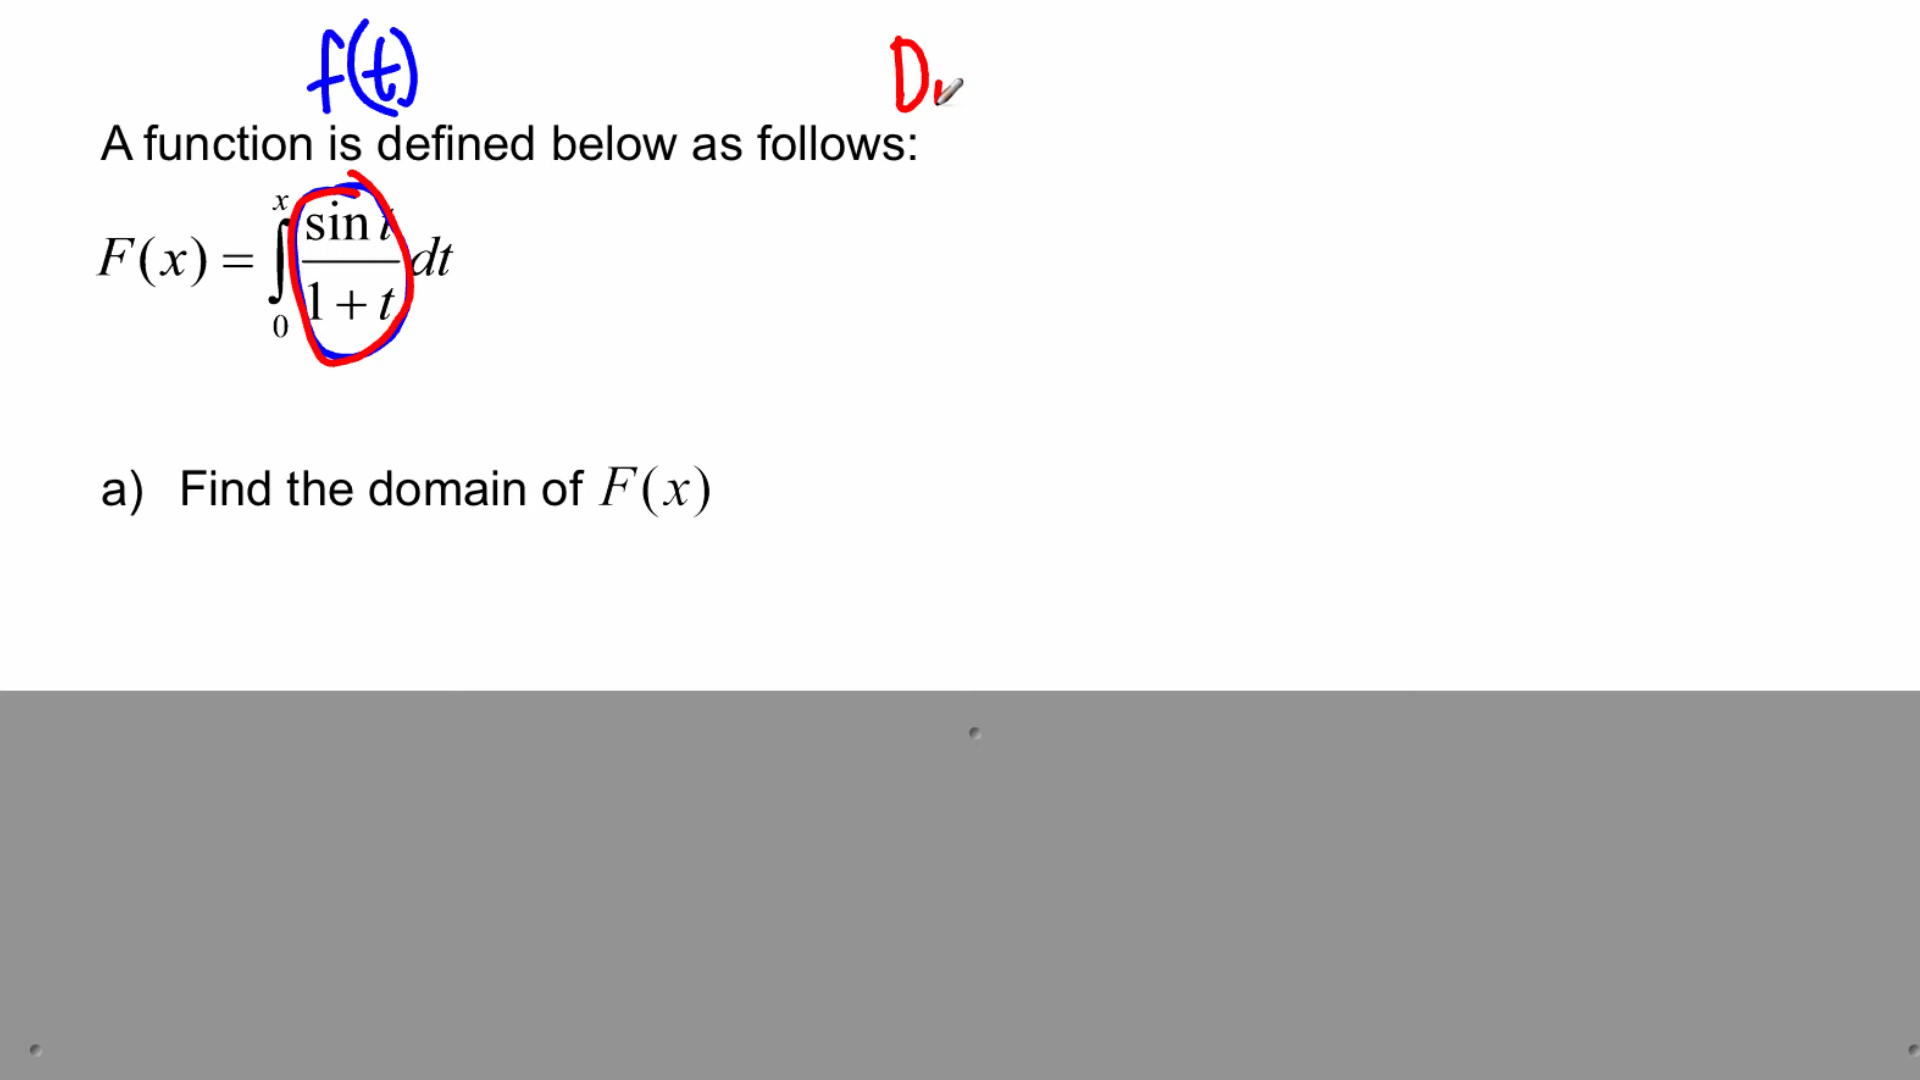 f(t)
D
A function is defined below as follows:
F(x) = ∫₀ˣ (sin t)/(1 + t) dt
a) Find the domain of F(x)